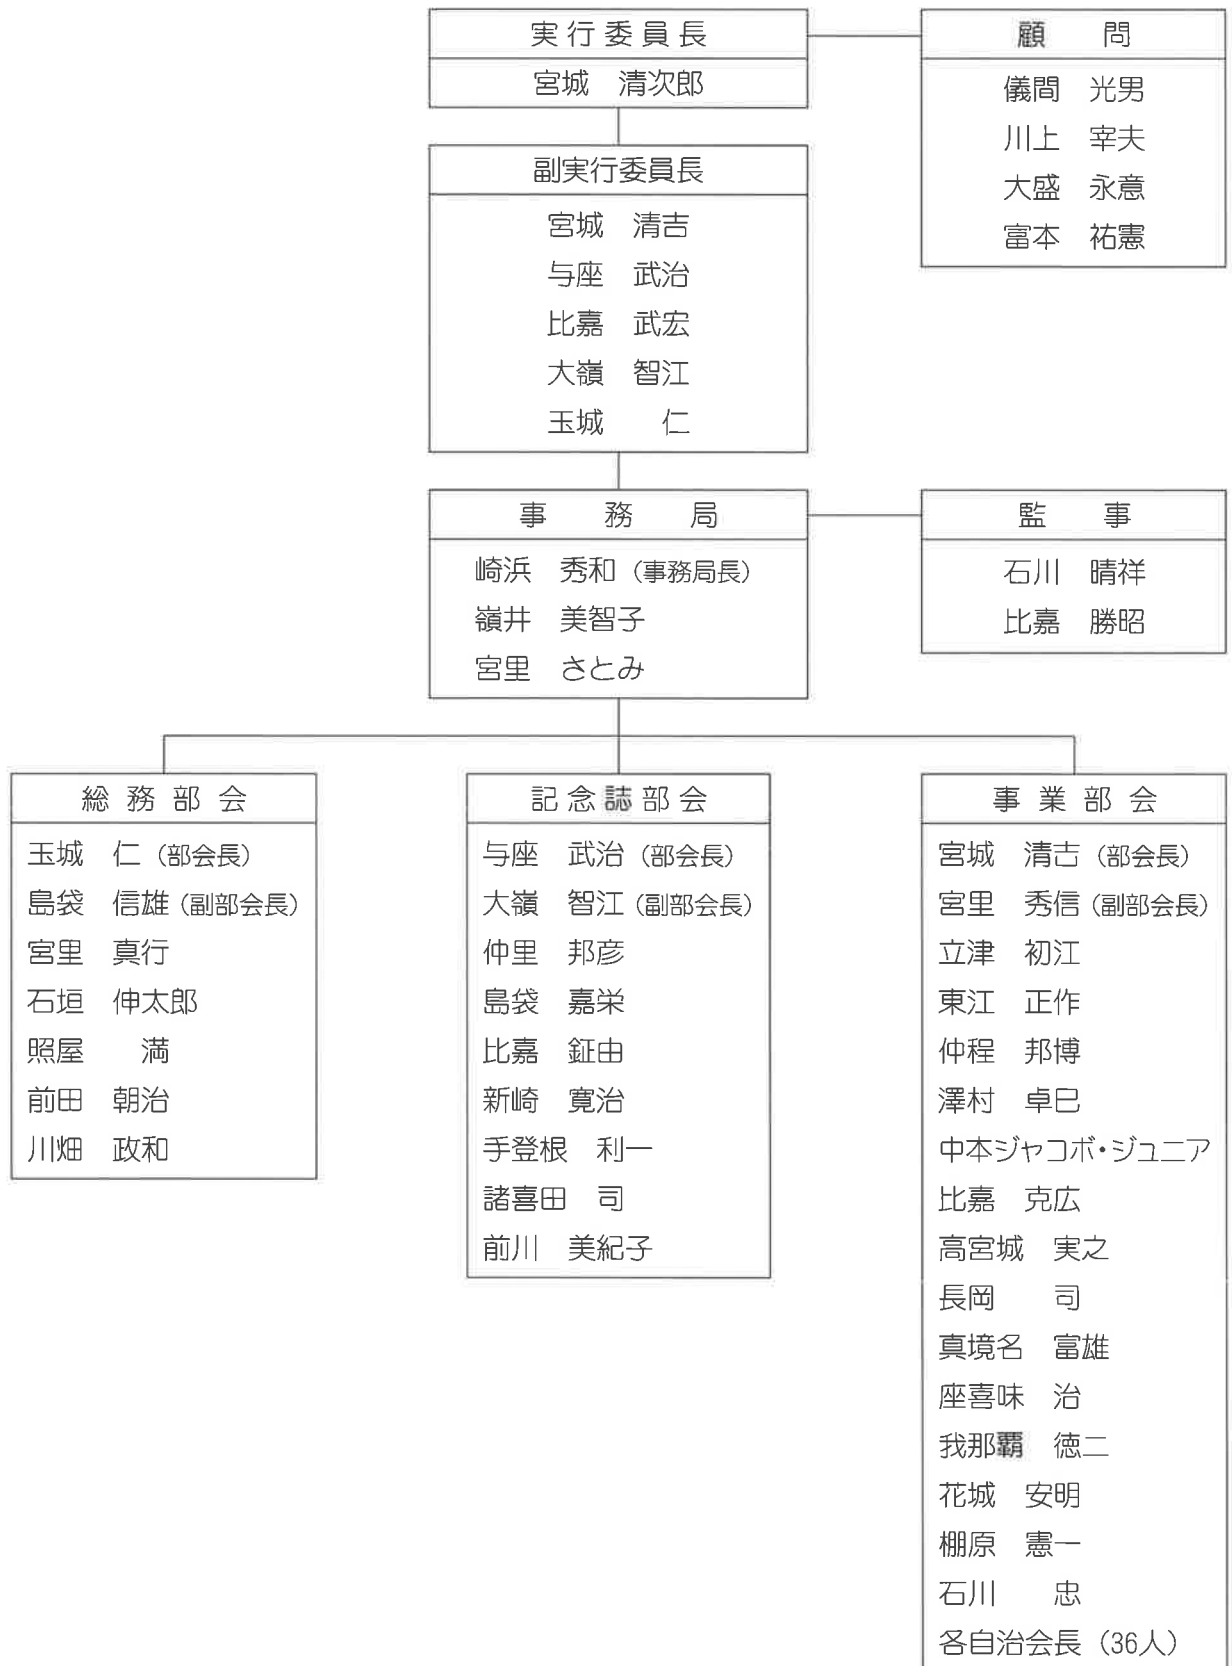 実行委員長
宮城　清次郎
顧　問
儀間　光男
川上　宰夫
大盛　永意
富本　祐憲
副実行委員長
宮城　清吉
与座　武治
比嘉　武宏
大嶺　智江
玉城　仁
事　務　局
崎浜　秀和（事務局長）
嶺井　美智子
宮里　さとみ
監　事
石川　晴祥
比嘉　勝昭
総務部会
玉城　仁（部会長）
島袋　信雄（副部会長）
宮里　真行
石垣　伸太郎
照屋　満
前田　朝治
川畑　政和
記念誌部会
与座　武治（部会長）
大嶺　智江（副部会長）
仲里　邦彦
島袋　嘉栄
比嘉　鉦由
新崎　寛治
手登根　利一
諸喜田　司
前川　美紀子
事業部会
宮城　清吉（部会長）
宮里　秀信（副部会長）
立津　初江
東江　正作
仲程　邦博
澤村　卓巳
中本ジャコボ・ジュニア
比嘉　克広
高宮城　実之
長岡　司
真境名　富雄
座喜味　治
我那覇　徳二
花城　安明
棚原　憲一
石川　忠
各自治会長（36人）